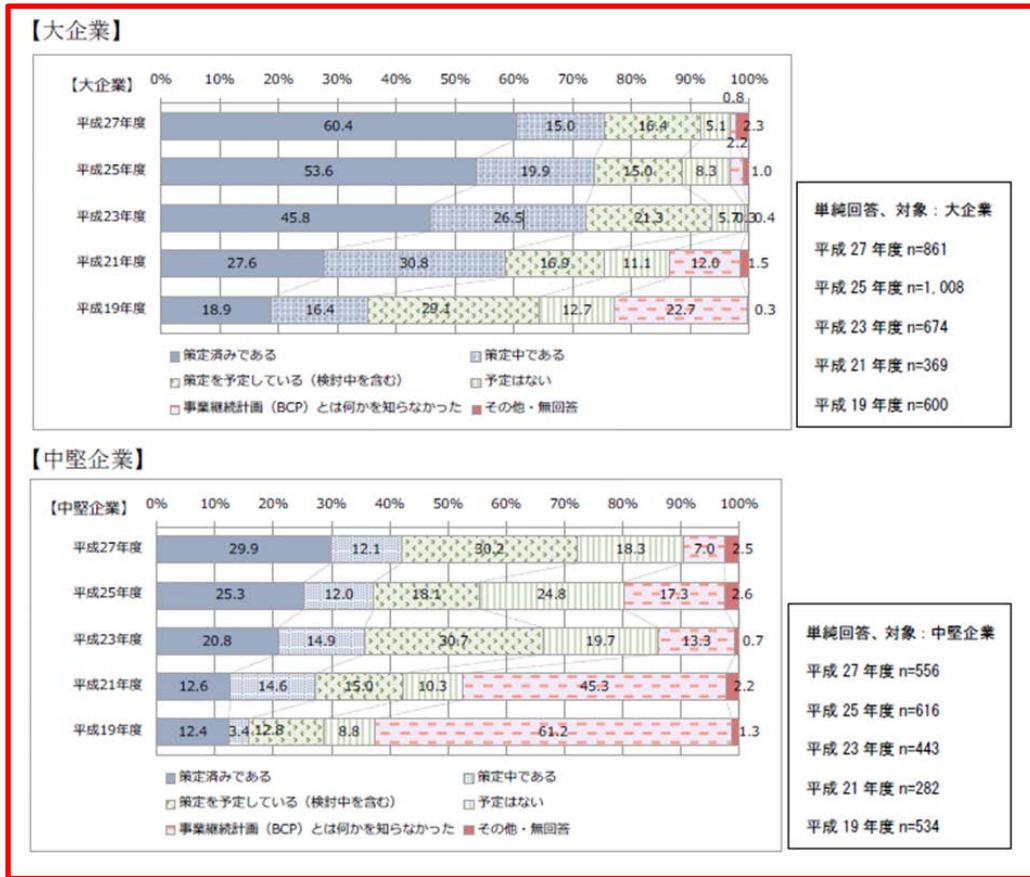 【大企業】
【大企業】 0% 10% 20% 30% 40% 50% 60% 70% 80% 90% 100%
0.8
平成27年度 60.4 15.0 16.4 5.1 2.3
2.2
平成25年度 53.6 19.9 15.0 8.3 1.0
平成23年度 45.8 26.5 21.3 5.7 0.3 0.4
平成21年度 27.6 30.8 16.9 11.1 12.0 1.5
平成19年度 18.9 16.4 29.1 12.7 22.7 0.3
策定済みである 策定中である
策定を予定している（検討中を含む） 予定はない
事業継続計画（BCP）とは何かを知らなかった その他・無回答
単純回答、対象：大企業
平成 27 年度 n=861
平成 25 年度 n=1,008
平成 23 年度 n=674
平成 21 年度 n=369
平成 19 年度 n=600
【中堅企業】
【中堅企業】 0% 10% 20% 30% 40% 50% 60% 70% 80% 90% 100%
平成27年度 29.9 12.1 30.2 18.3 7.0 2.5
平成25年度 25.3 12.0 18.1 24.8 17.3 2.6
平成23年度 20.8 14.9 30.7 19.7 13.3 0.7
平成21年度 12.6 14.6 15.0 10.3 45.3 2.2
平成19年度 12.4 3.4 12.8 8.8 61.2 1.3
策定済みである 策定中である
策定を予定している（検討中を含む） 予定はない
事業継続計画（BCP）とは何かを知らなかった その他・無回答
単純回答、対象：中堅企業
平成 27 年度 n=556
平成 25 年度 n=616
平成 23 年度 n=443
平成 21 年度 n=282
平成 19 年度 n=534